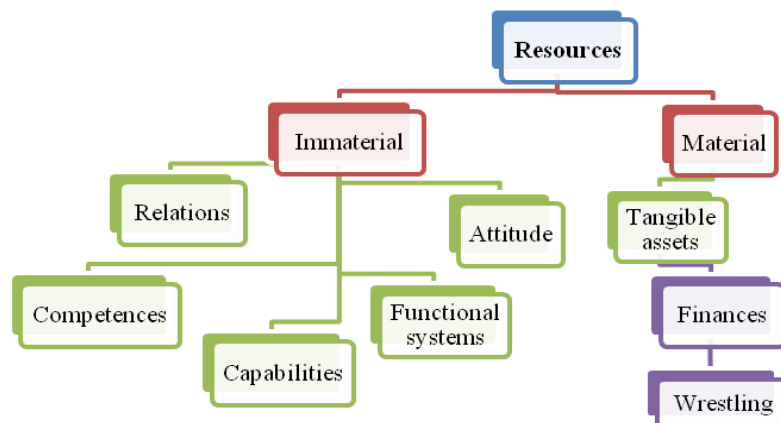 Resources
Immaterial
Material
Relations
Attitude
Tangible
assets
Competences
Functional
systems
Finances
Capabilities
Wrestling